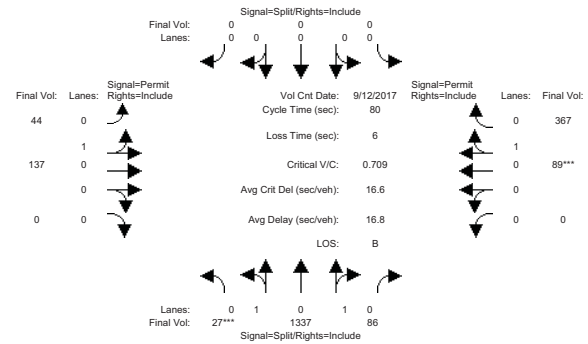 Signal=Split/Rights=Include
Final Vol: 0 0 0
Lanes: 0 0 0 0 0
Signal=Permit
Final Vol: Lanes: Rights=Include
Vol Cnt Date: 9/12/2017
Signal=Permit
Rights=Include Lanes: Final Vol:
Cycle Time (sec): 80
44 0
0 367
Loss Time (sec): 6
1
1
137 0
Critical V/C: 0.709
0 89***
0
Avg Crit Del (sec/veh): 16.6
0
0 0
Avg Delay (sec/veh): 16.8
0 0
LOS: B
Lanes: 0 1 0 1 0
Final Vol: 27*** 1337 86
Signal=Split/Rights=Include